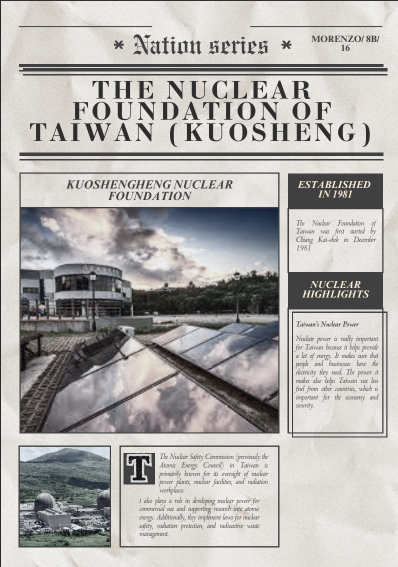 * Nation series *
MORENZO/ 8B/
16
THE NUCLEAR
FOUNDATION OF
TAIWAN (KUOSHENG)
KUOSHENGHENG NUCLEAR
FOUNDATION
ESTABLISHED
IN 1981
The Nuclear Foundation of
Taiwan was first started by
Chiang Kai-shek in December
1981
NUCLEAR
HIGHLIGHTS
Taiwan's Nuclear Power
Nuclear power is really important
for Taiwan because it helps provide
a lot of energy. It makes sure that
people and businesses have the
electricity they need. The power it
makes also helps Taiwan use less
fuel from other countries, which is
important for the economy and
security.
T
The Nuclear Safety Commission (previously the
Atomic Energy Council) in Taiwan is
primarily known for its oversight of nuclear
power plants, nuclear facilities, and radiation
workplaces.
t also plays a role in developing nuclear power for
commercial use and supporting research into atomic
energy. Additionally, they implement laws for nuclear
safety, radiation protection, and radioactive waste
management.